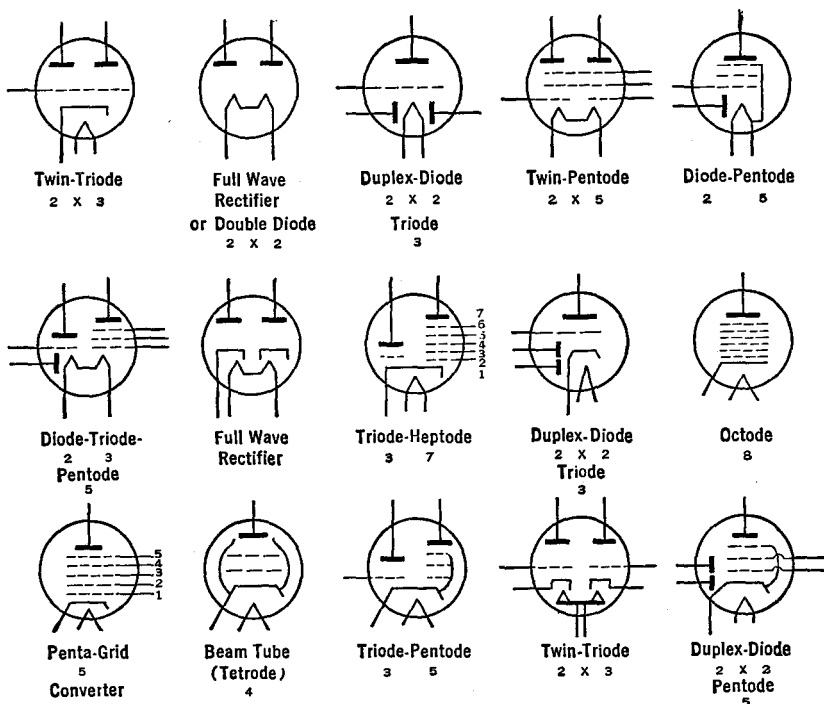 Twin-Triode
2 X 3
Full Wave
Rectifier
or Double Diode
2 X 2
Duplex-Diode
2 X 2
Triode
3
Twin-Pentode
2 X 5
Diode-Pentode
2 5
Diode-Triode-
2 3
Pentode
5
Full Wave
Rectifier
7
6
5
4
3
2
1
Triode-Heptode
3 7
Duplex-Diode
2 X 2
Triode
3
Octode
8
5
4
3
2
1
Penta-Grid
5
Converter
Beam Tube
(Tetrode)
4
Triode-Pentode
3 5
Twin-Triode
2 X 3
Duplex-Diode
2 X 2
Pentode
5